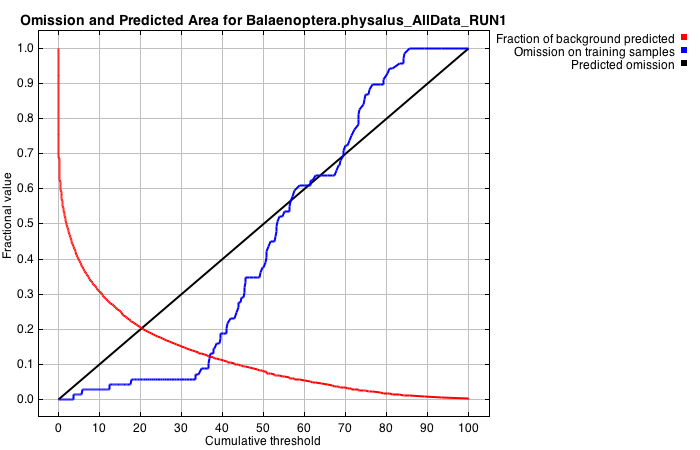 Omission and Predicted Area for Balaenoptera.physalus_AllData_RUN1
Fraction of background predicted
Omission on training samples
Predicted omission
Fractional value
1.0
0.9
0.8
0.7
0.6
0.5
0.4
0.3
0.2
0.1
0.0
0 10 20 30 40 50 60 70 80 90 100
Cumulative threshold